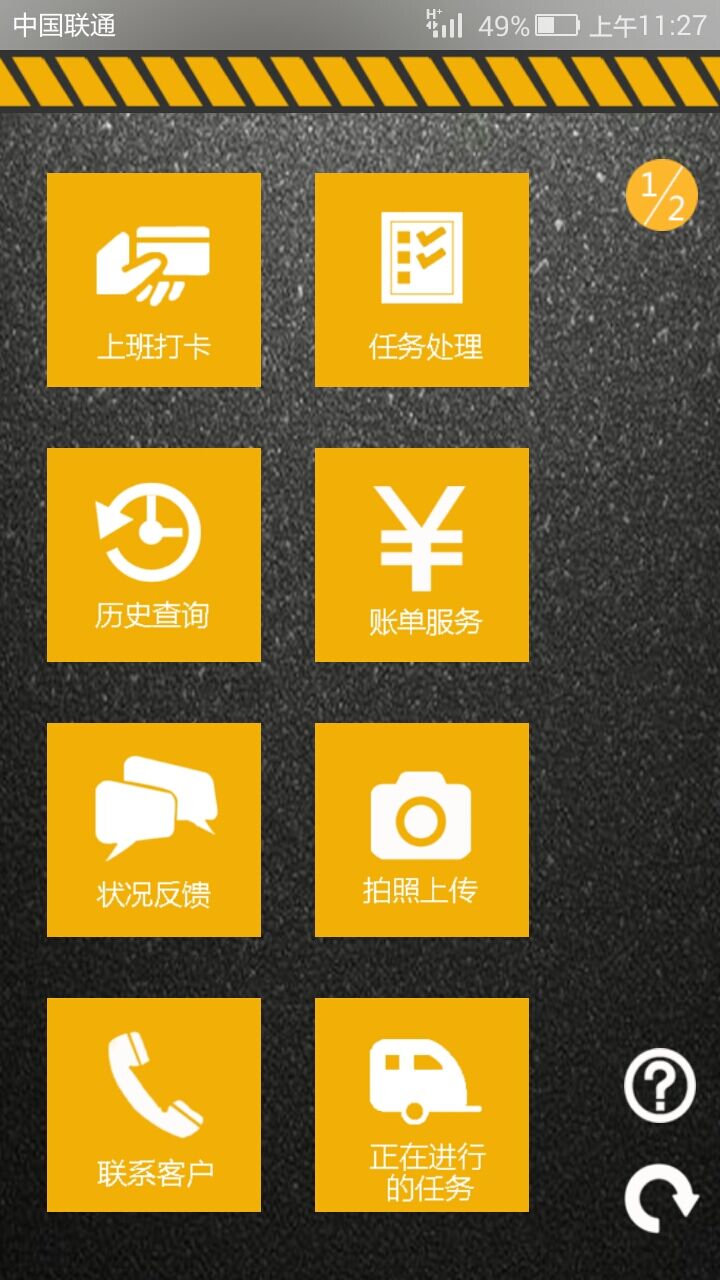 中国联通 H+ 49% 上午11:27
1/2
上班打卡 任务处理
历史查询 账单服务
状况反馈 拍照上传
联系客户 正在进行
的任务
?